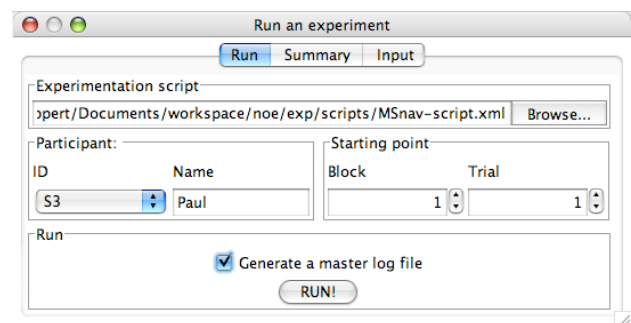 Run an experiment
Run Summary Input
Experimentation script
opert/Documents/workspace/noe/exp/scripts/MSnav-script.xml Browse...
Participant: Starting point
ID Name Block Trial
S3 Paul 1 1
Run
Generate a master log file
RUN!